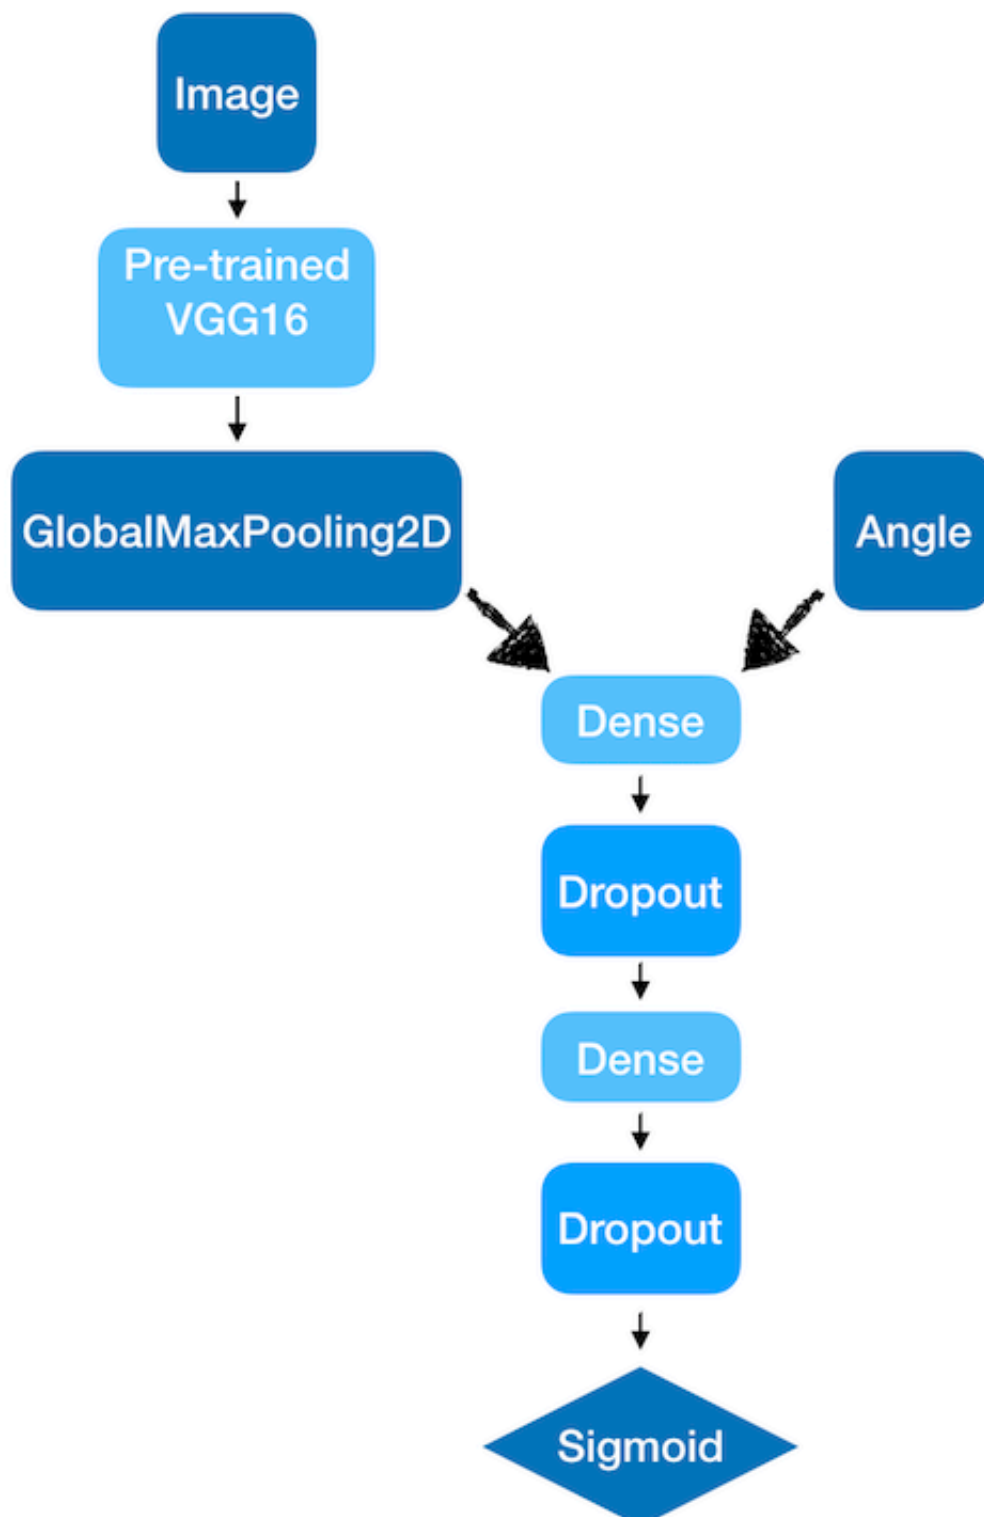 Image
Pre-trained
VGG16
GlobalMaxPooling2D
Angle
Dense
Dropout
Dense
Dropout
Sigmoid